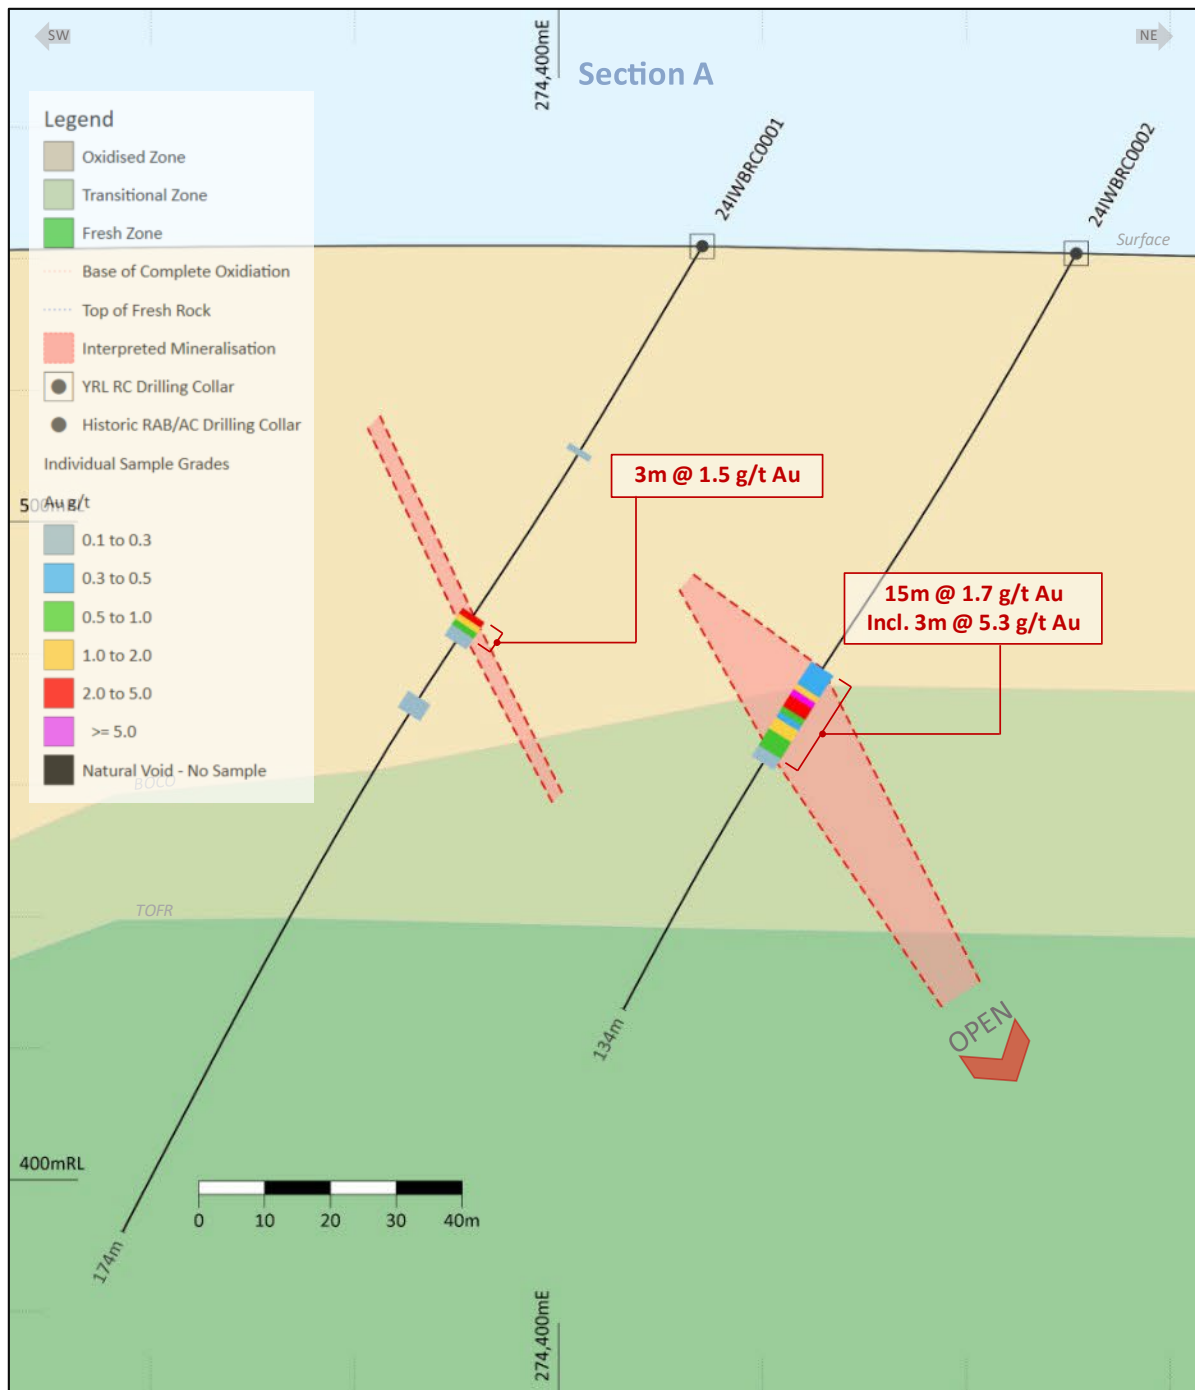 SW
274,400mE
NE
Section A
Legend
Oxidised Zone
Transitional Zone
Fresh Zone
Base of Complete Oxidiation
Top of Fresh Rock
Interpreted Mineralisation
YRL RC Drilling Collar
Historic RAB/AC Drilling Collar
Individual Sample Grades
Au g/t
500mRL
0.1 to 0.3
0.3 to 0.5
0.5 to 1.0
1.0 to 2.0
2.0 to 5.0
>= 5.0
Natural Void - No Sample
BOCO
24IWBRC0001
24IWBRC0002
Surface
3m @ 1.5 g/t Au
15m @ 1.7 g/t Au
Incl. 3m @ 5.3 g/t Au
TOFR
OPEN
134m
400mRL
0 10 20 30 40m
174m
274,400mE